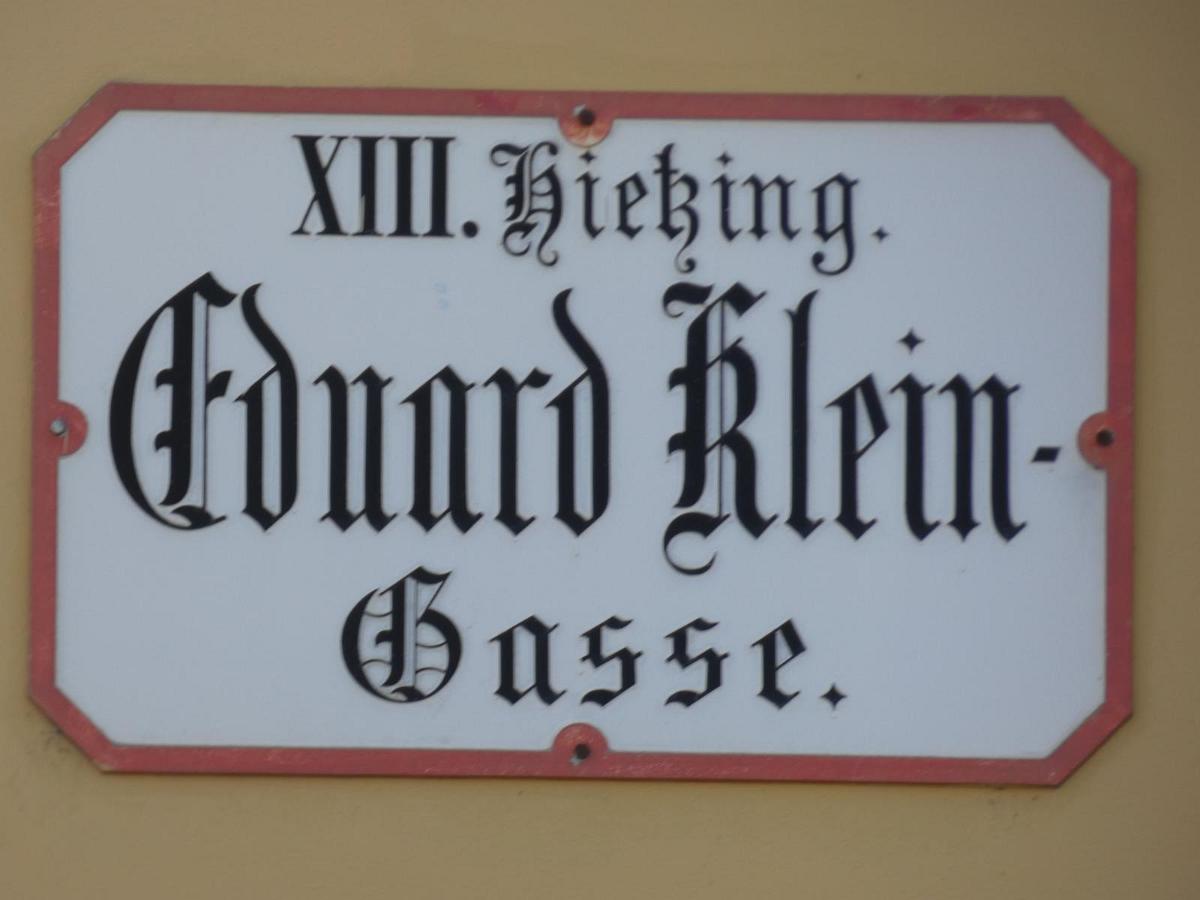 XIII. Hietzing.
Eduard Klein-
Gasse.